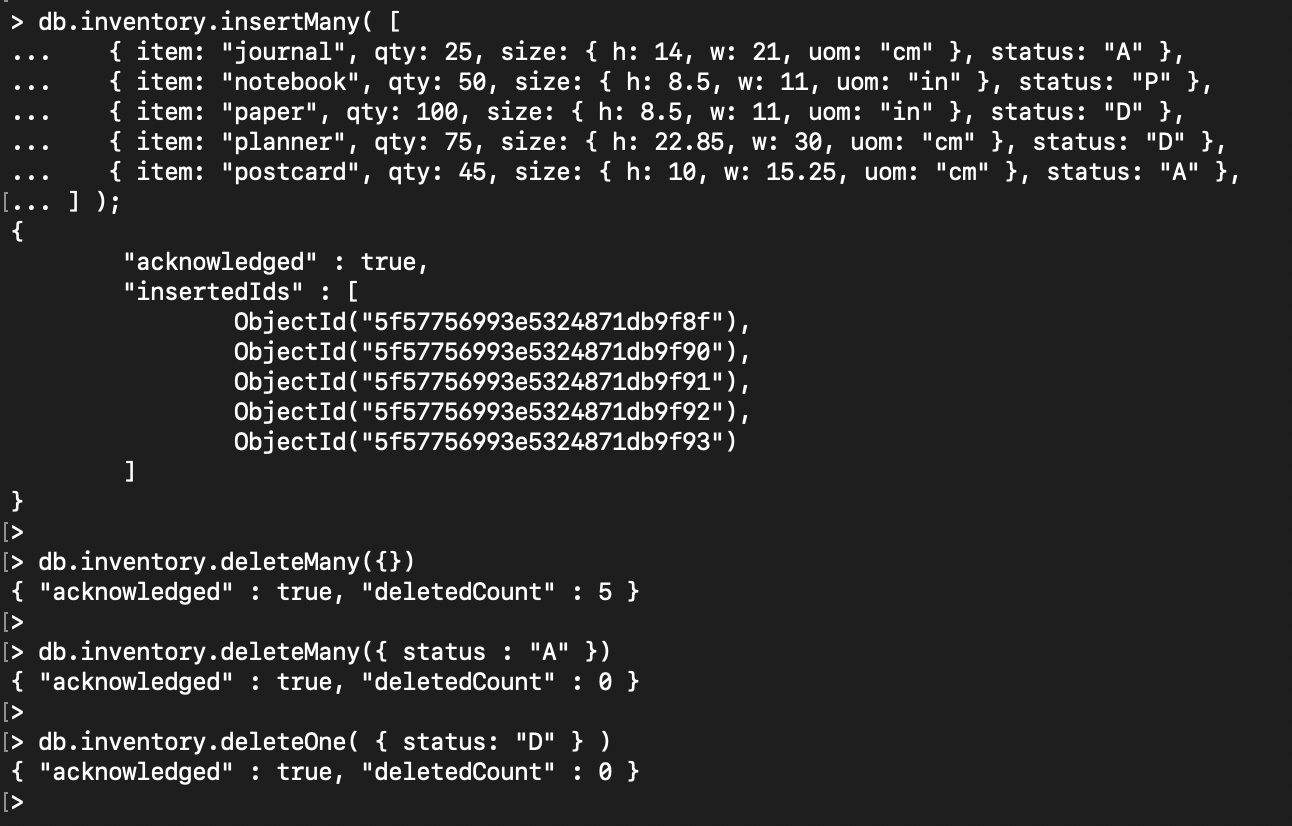 > db.inventory.insertMany( [
...    { item: "journal", qty: 25, size: { h: 14, w: 21, uom: "cm" }, status: "A" },
...    { item: "notebook", qty: 50, size: { h: 8.5, w: 11, uom: "in" }, status: "P" },
...    { item: "paper", qty: 100, size: { h: 8.5, w: 11, uom: "in" }, status: "D" },
...    { item: "planner", qty: 75, size: { h: 22.85, w: 30, uom: "cm" }, status: "D" },
...    { item: "postcard", qty: 45, size: { h: 10, w: 15.25, uom: "cm" }, status: "A" },
[... ] );
{
        "acknowledged" : true,
        "insertedIds" : [
                ObjectId("5f57756993e5324871db9f8f"),
                ObjectId("5f57756993e5324871db9f90"),
                ObjectId("5f57756993e5324871db9f91"),
                ObjectId("5f57756993e5324871db9f92"),
                ObjectId("5f57756993e5324871db9f93")
        ]
}
[>
[> db.inventory.deleteMany({})
{ "acknowledged" : true, "deletedCount" : 5 }
[>
[> db.inventory.deleteMany({ status : "A" })
{ "acknowledged" : true, "deletedCount" : 0 }
[>
[> db.inventory.deleteOne( { status: "D" } )
{ "acknowledged" : true, "deletedCount" : 0 }
[>